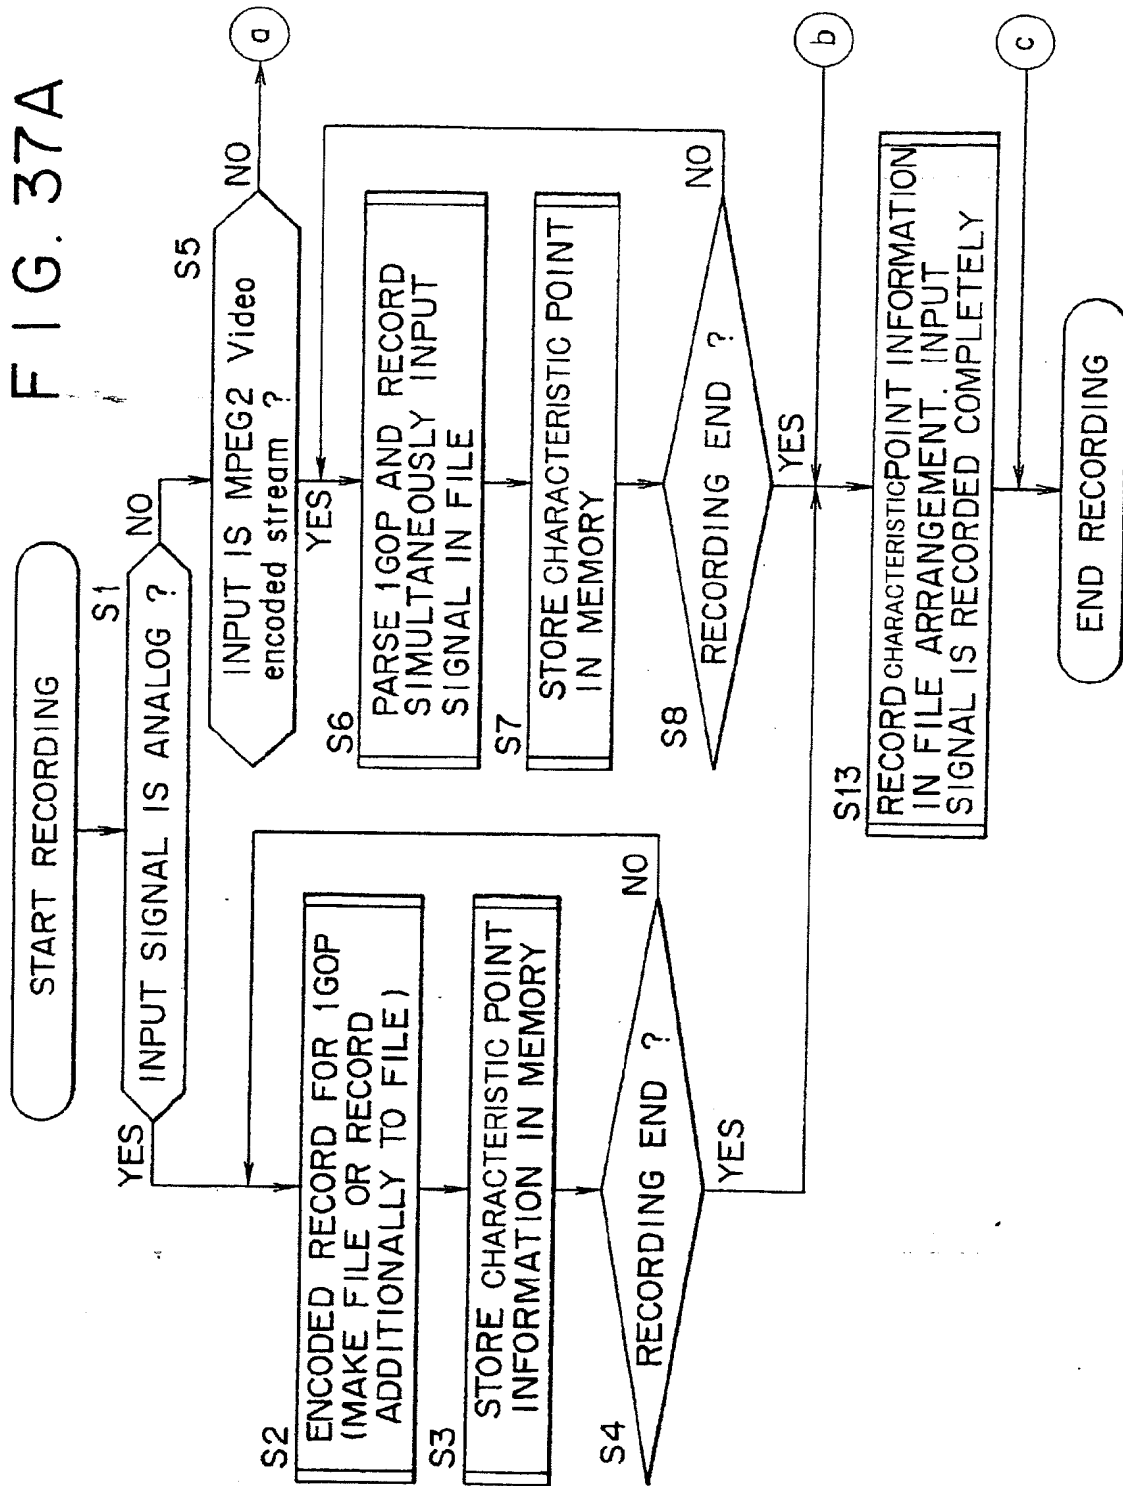 FIG. 37A
START RECORDING
S1
INPUT SIGNAL IS ANALOG ?
YES
NO
S2
ENCODED RECORD FOR 1GOP
(MAKE FILE OR RECORD
ADDITIONALLY TO FILE)
S3
STORE CHARACTERISTIC POINT
INFORMATION IN MEMORY
S4
RECORDING END ?
NO
YES
S5
INPUT IS MPEG2 Video
encoded stream ?
NO
a
YES
S6
PARSE 1GOP AND RECORD
SIMULTANEOUSLY INPUT
SIGNAL IN FILE
S7
STORE CHARACTERISTIC POINT
IN MEMORY
S8
RECORDING END ?
NO
YES
b
S13
RECORD CHARACTERISTIC POINT INFORMATION
IN FILE ARRANGEMENT. INPUT
SIGNAL IS RECORDED COMPLETELY
c
END RECORDING